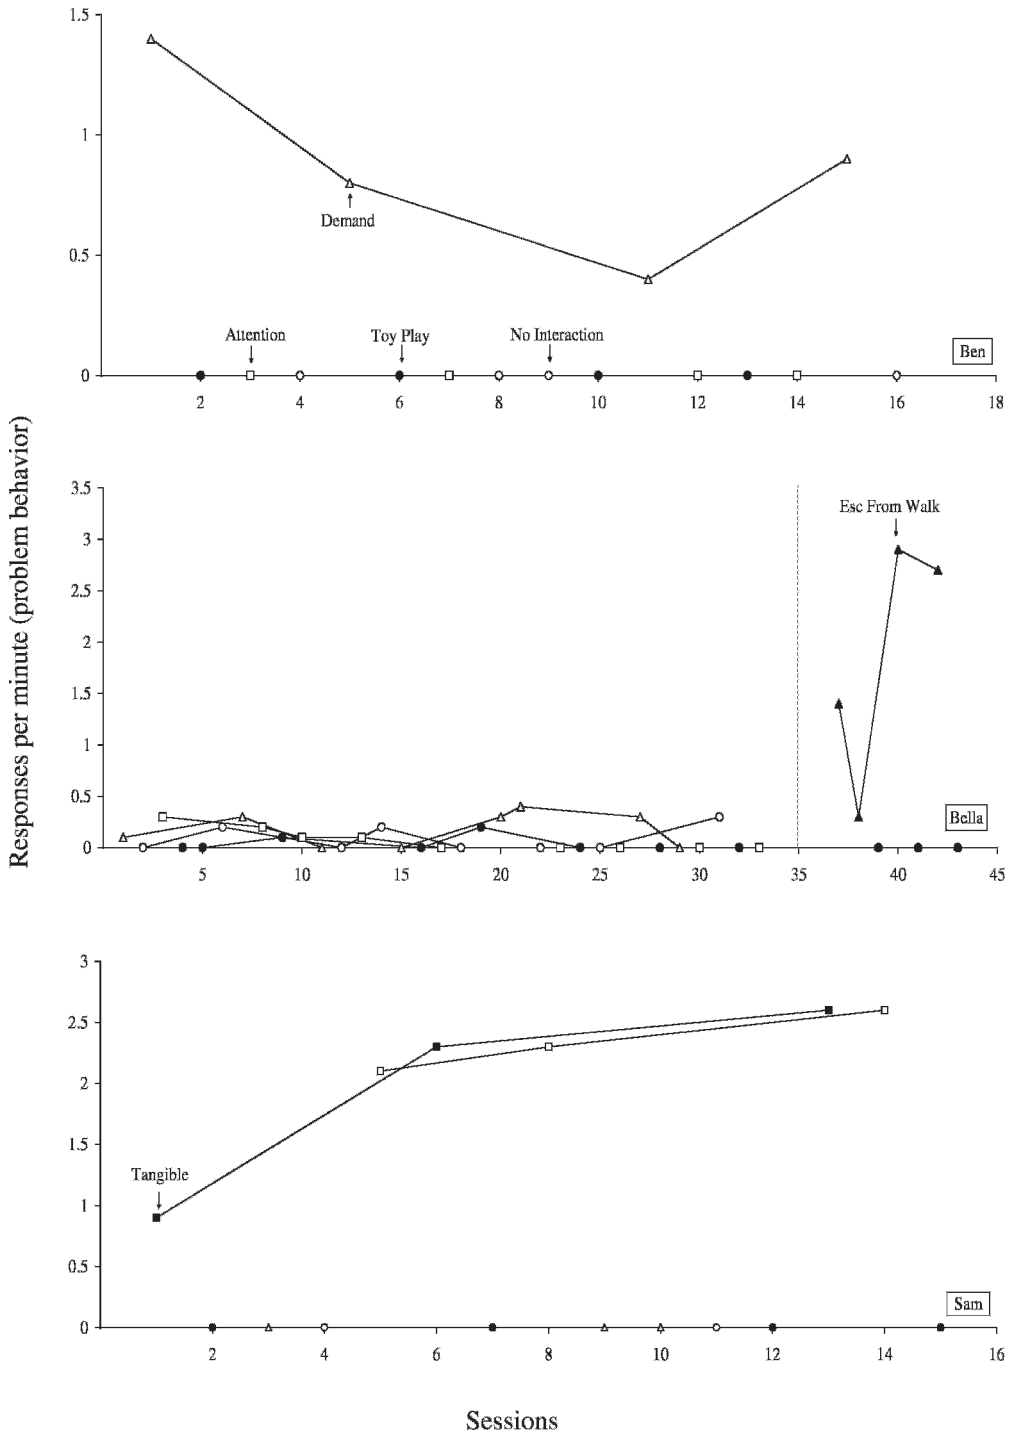 1.5
1
Demand
0.5
Attention
Toy Play
No Interaction
Ben
0
2 4 6 8 10 12 14 16 18
Responses per minute (problem behavior)
3.5
Esc From Walk
3
2.5
2
1.5
1
0.5
Bella
0
5 10 15 20 25 30 35 40 45
3
2.5
2
1.5
Tangible
1
0.5
Sam
0
2 4 6 8 10 12 14 16
Sessions